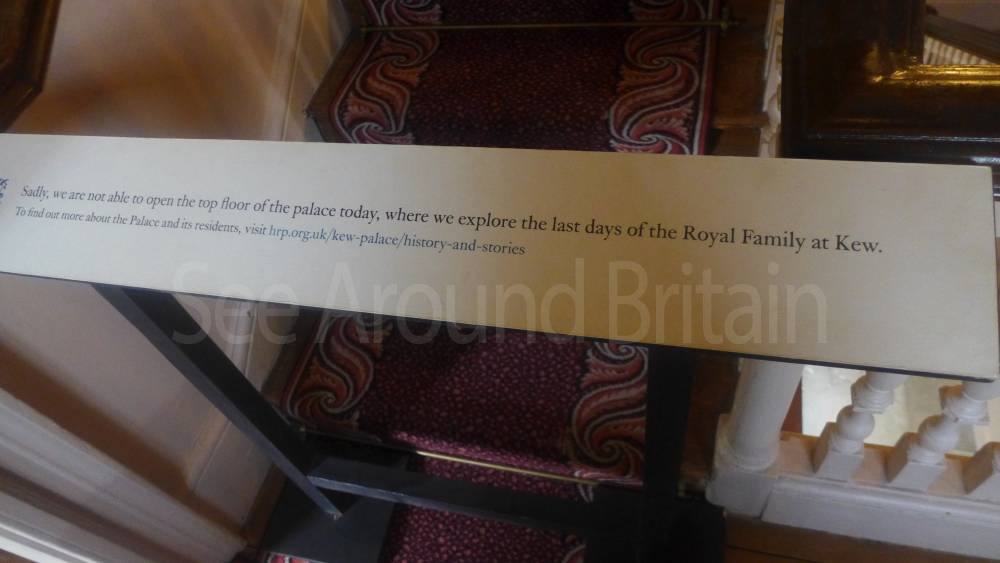 Sadly, we are not able to open the top floor of the palace today, where we explore the last days of the Royal Family at Kew.
To find out more about the Palace and its residents, visit hrp.org.uk/kew-palace/history-and-stories
See Around Britain